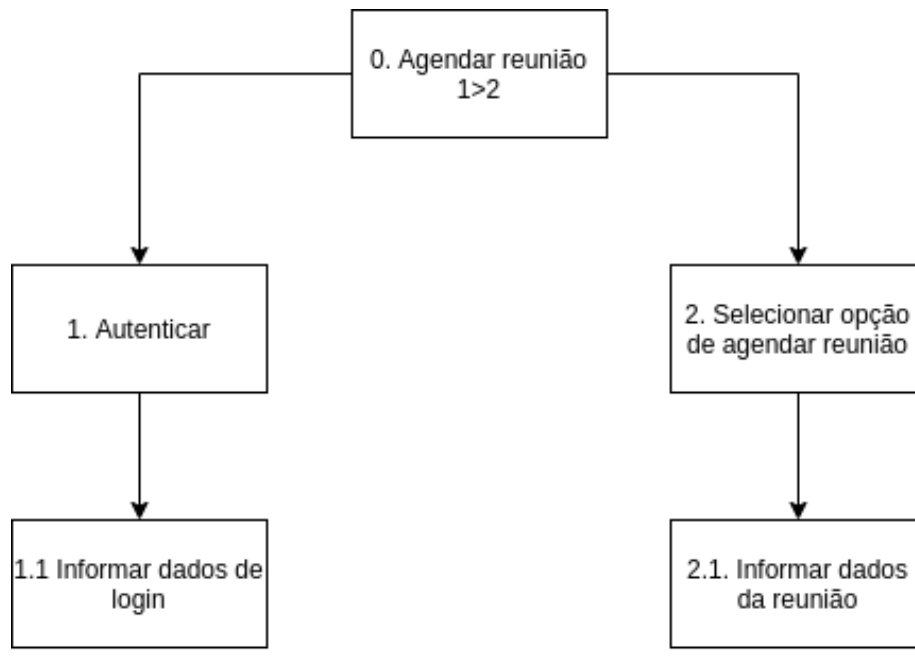 0. Agendar reunião
1>2
1. Autenticar
2. Selecionar opção
de agendar reunião
1.1 Informar dados de
login
2.1. Informar dados
da reunião